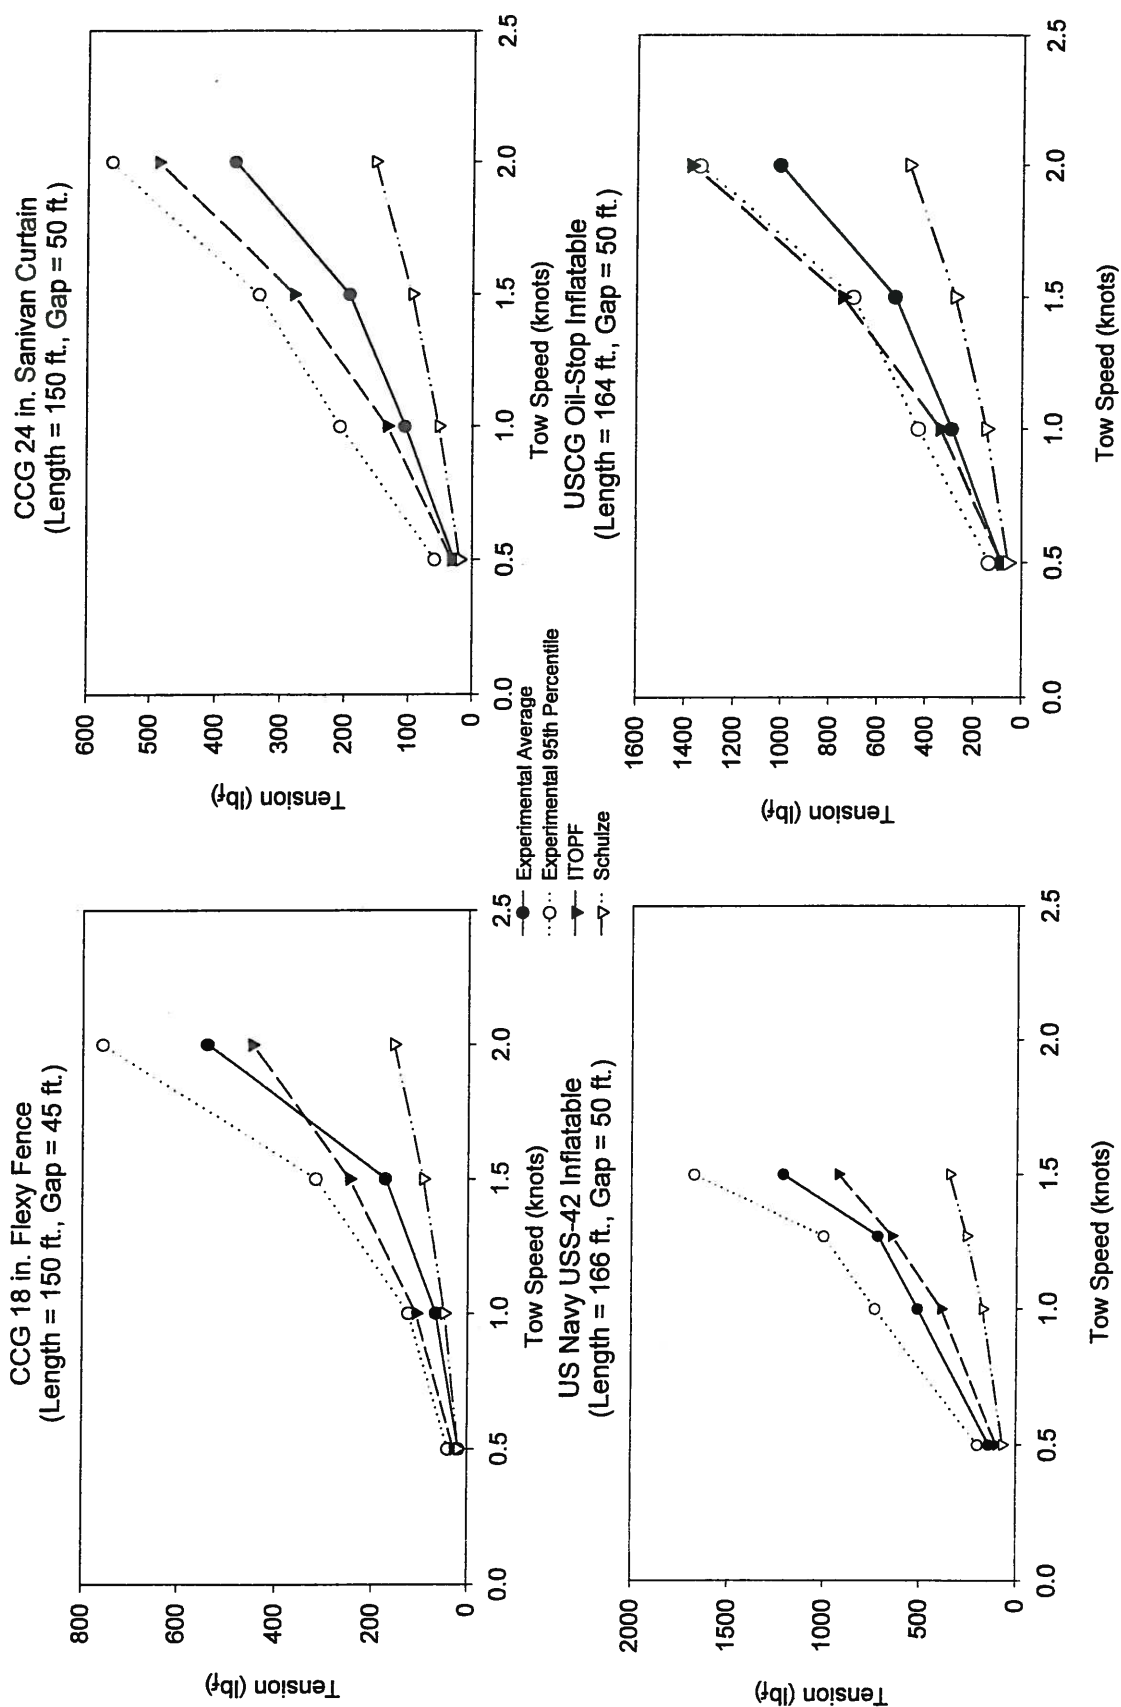 CCG 18 in. Flexy Fence
(Length = 150 ft., Gap = 45 ft.)
Tension (lbf)
800
600
400
200
0
0.0 0.5 1.0 1.5 2.0 2.5
Tow Speed (knots)
CCG 24 in. Sanivan Curtain
(Length = 150 ft., Gap = 50 ft.)
Tension (lbf)
600
500
400
300
200
100
0
0.0 0.5 1.0 1.5 2.0 2.5
Tow Speed (knots)
Experimental Average
Experimental 95th Percentile
ITOPF
Schulze
US Navy USS-42 Inflatable
(Length = 166 ft., Gap = 50 ft.)
Tension (lbf)
2000
1500
1000
500
0
0.0 0.5 1.0 1.5 2.0 2.5
Tow Speed (knots)
USCG Oil-Stop Inflatable
(Length = 164 ft., Gap = 50 ft.)
Tension (lbf)
1600
1400
1200
1000
800
600
400
200
0
0.0 0.5 1.0 1.5 2.0 2.5
Tow Speed (knots)